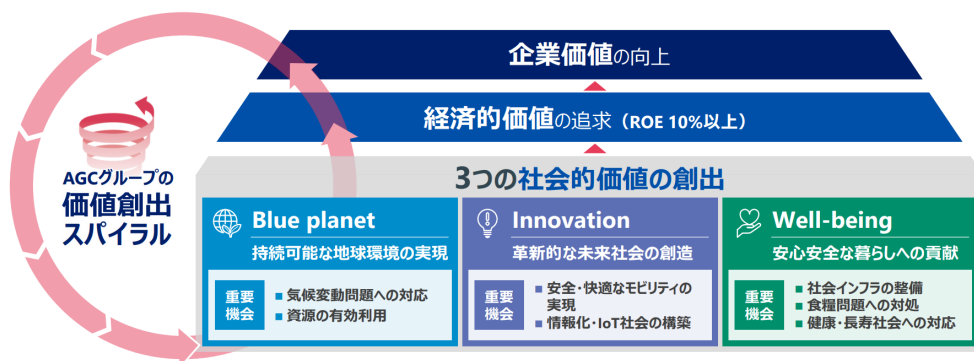 企業価値の向上
経済的価値の追求（ROE 10%以上）
AGCグループの
価値創出
スパイラル
3つの社会的価値の創出
Blue planet
持続可能な地球環境の実現
重要
機会
■ 気候変動問題への対応
■ 資源の有効利用
Innovation
革新的な未来社会の創造
重要
機会
■ 安全・快適なモビリティの
実現
■ 情報化・IoT社会の構築
Well-being
安心安全な暮らしへの貢献
重要
機会
■ 社会インフラの整備
■ 食糧問題への対処
■ 健康・長寿社会への対応